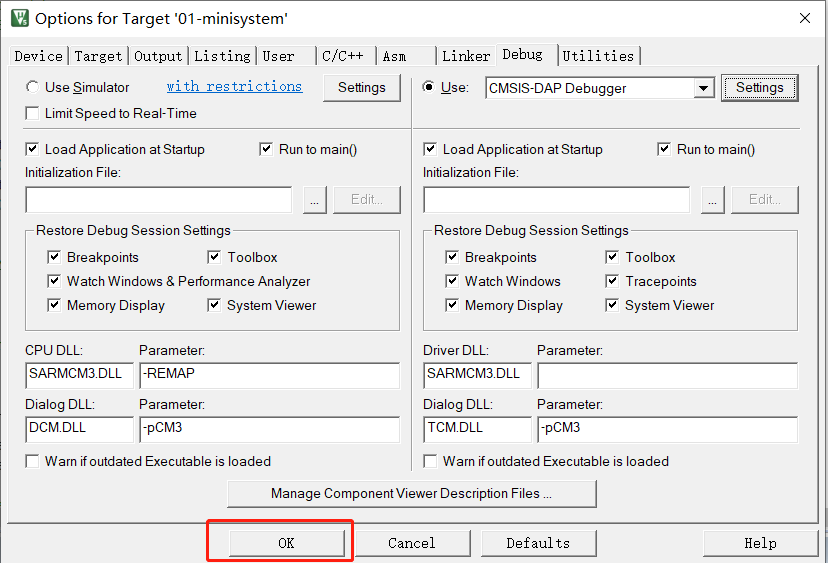 Options for Target '01-minisystem'
Device Target Output Listing User C/C++ Asm Linker Debug Utilities
Use Simulator with restrictions Settings
Limit Speed to Real-Time
Use: CMSIS-DAP Debugger Settings
Load Application at Startup Run to main()
Initialization File:
... Edit...
Restore Debug Session Settings
Breakpoints Toolbox
Watch Windows & Performance Analyzer
Memory Display System Viewer
CPU DLL: Parameter:
SARMCM3.DLL -REMAP
Dialog DLL: Parameter:
DCM.DLL -pCM3
Warn if outdated Executable is loaded
Load Application at Startup Run to main()
Initialization File:
... Edit...
Restore Debug Session Settings
Breakpoints Toolbox
Watch Windows Tracepoints
Memory Display System Viewer
Driver DLL: Parameter:
SARMCM3.DLL
Dialog DLL: Parameter:
TCM.DLL -pCM3
Warn if outdated Executable is loaded
Manage Component Viewer Description Files ...
OK Cancel Defaults Help